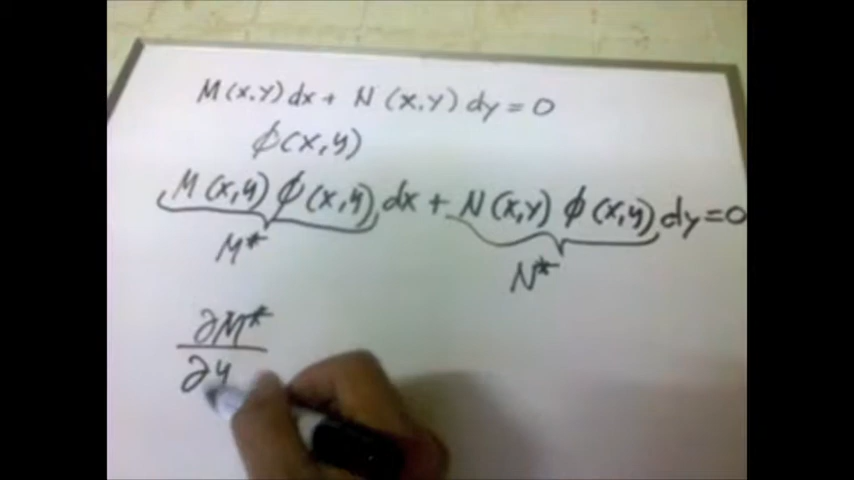 M(x,y)dx + N(x,y)dy = 0
ϕ(x,y)
M(x,y)ϕ(x,y)dx + N(x,y)ϕ(x,y)dy = 0
M* N*
∂M*
∂y